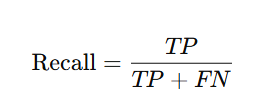 Recall = TP / (TP + FN)